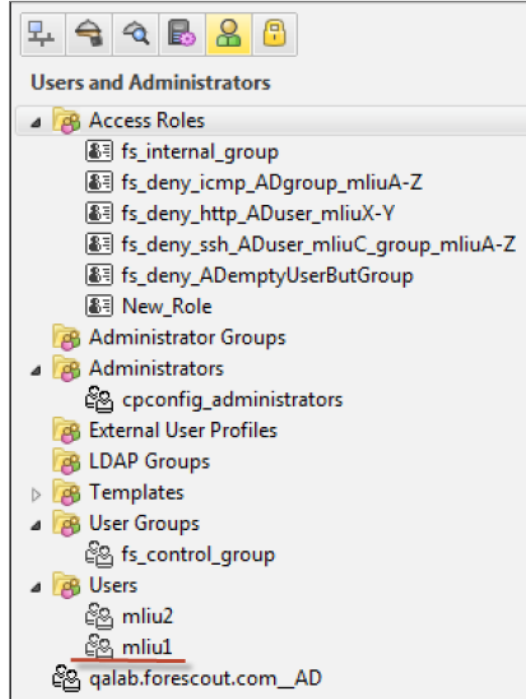 Users and Administrators
Access Roles
fs_internal_group
fs_deny_icmp_ADgroup_mliuA-Z
fs_deny_http_ADuser_mliuX-Y
fs_deny_ssh_ADuser_mliuC_group_mliuA-Z
fs_deny_ADemptyUserButGroup
New_Role
Administrator Groups
Administrators
cpconfig_administrators
External User Profiles
LDAP Groups
Templates
User Groups
fs_control_group
Users
mliu2
mliu1
qalab.forescout.com__AD